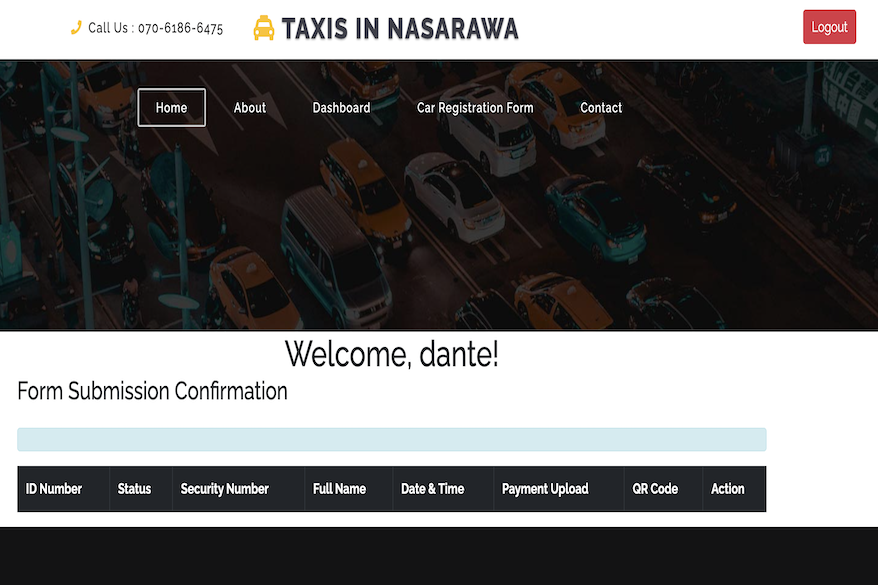 Call Us : 070-6186-6475
TAXIS IN NASARAWA
Logout
Home About Dashboard Car Registration Form Contact
Welcome, dante!
Form Submission Confirmation
ID Number Status Security Number Full Name Date & Time Payment Upload QR Code Action